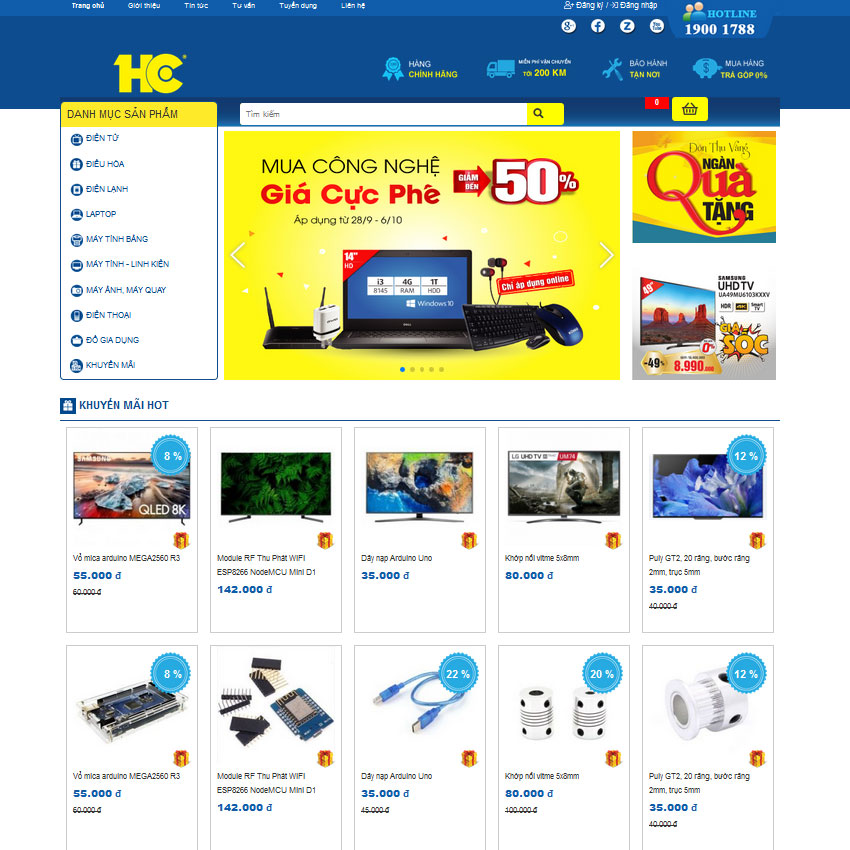 Trang chủ Giới thiệu Tin tức Tư vấn Tuyển dụng Liên hệ
Đăng ký / Đăng nhập
HOTLINE
1900 1788
HC
HÀNG
CHÍNH HÃNG
MIỄN PHÍ VẬN CHUYỂN
TỚI 200 KM
BẢO HÀNH
TẬN NƠI
MUA HÀNG
TRẢ GÓP 0%
DANH MỤC SẢN PHẨM
Tìm kiếm
0
ĐIỆN TỬ
ĐIỀU HÒA
ĐIỆN LẠNH
LAPTOP
MÁY TÍNH BẢNG
MÁY TÍNH - LINH KIỆN
MÁY ẢNH, MÁY QUAY
ĐIỆN THOẠI
ĐỒ GIA DỤNG
KHUYẾN MÃI
MUA CÔNG NGHỆ
Giá Cực Phê
GIẢM ĐẾN 50%
Áp dụng từ 28/9 - 6/10
14"
HD
i3 4G 1T
8145 RAM HDD
Windows 10
DELL
Chỉ áp dụng online
Đón Thu Vàng
NGÀN
Quà
TẶNG
SAMSUNG
UHD TV
UA49MU6103KXXV
HDR 4K Smart TV
49"
0%
GIÁ
SỐC
-49% 8.990
KHUYẾN MÃI HOT
SAMSUNG
QLED 8K
8 %
Vỏ mica arduino MEGA2560 R3
55.000 đ
60.000 đ
Module RF Thu Phát WIFI
ESP8266 NodeMCU Mini D1
142.000 đ
Dây nạp Arduino Uno
35.000 đ
LG UHD TV UM74
Khớp nối vitme 5x8mm
80.000 đ
12 %
Puly GT2, 20 răng, bước răng
2mm, trục 5mm
35.000 đ
40.000 đ
8 %
Vỏ mica arduino MEGA2560 R3
55.000 đ
60.000 đ
Module RF Thu Phát WIFI
ESP8266 NodeMCU Mini D1
142.000 đ
22 %
Dây nạp Arduino Uno
35.000 đ
45.000 đ
20 %
Khớp nối vitme 5x8mm
80.000 đ
100.000 đ
12 %
Puly GT2, 20 răng, bước răng
2mm, trục 5mm
35.000 đ
40.000 đ